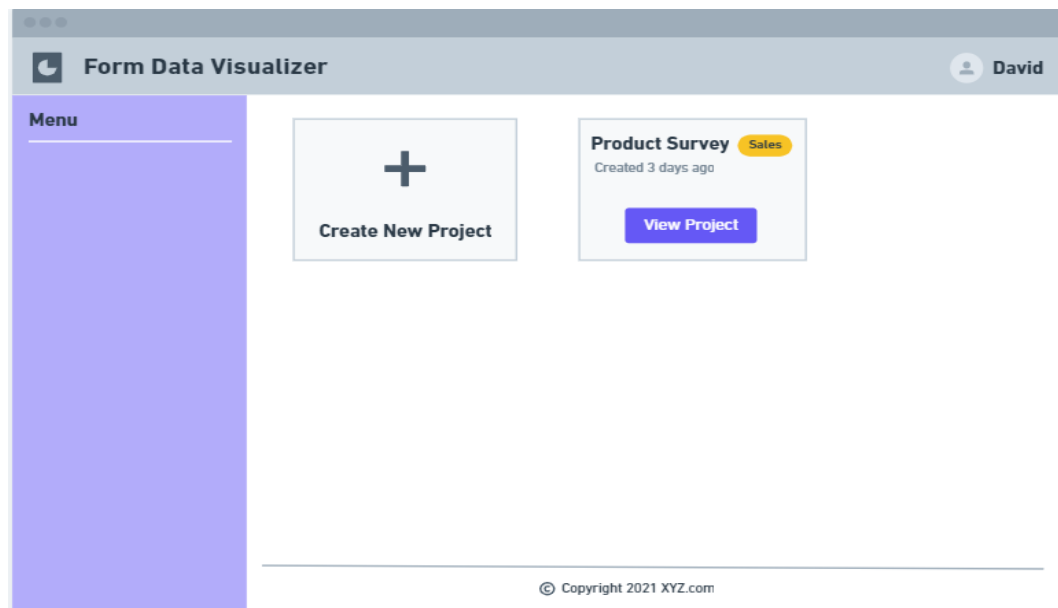 Form Data Visualizer
David
Menu
Create New Project
Product Survey Sales
Created 3 days ago
View Project
© Copyright 2021 XYZ.com